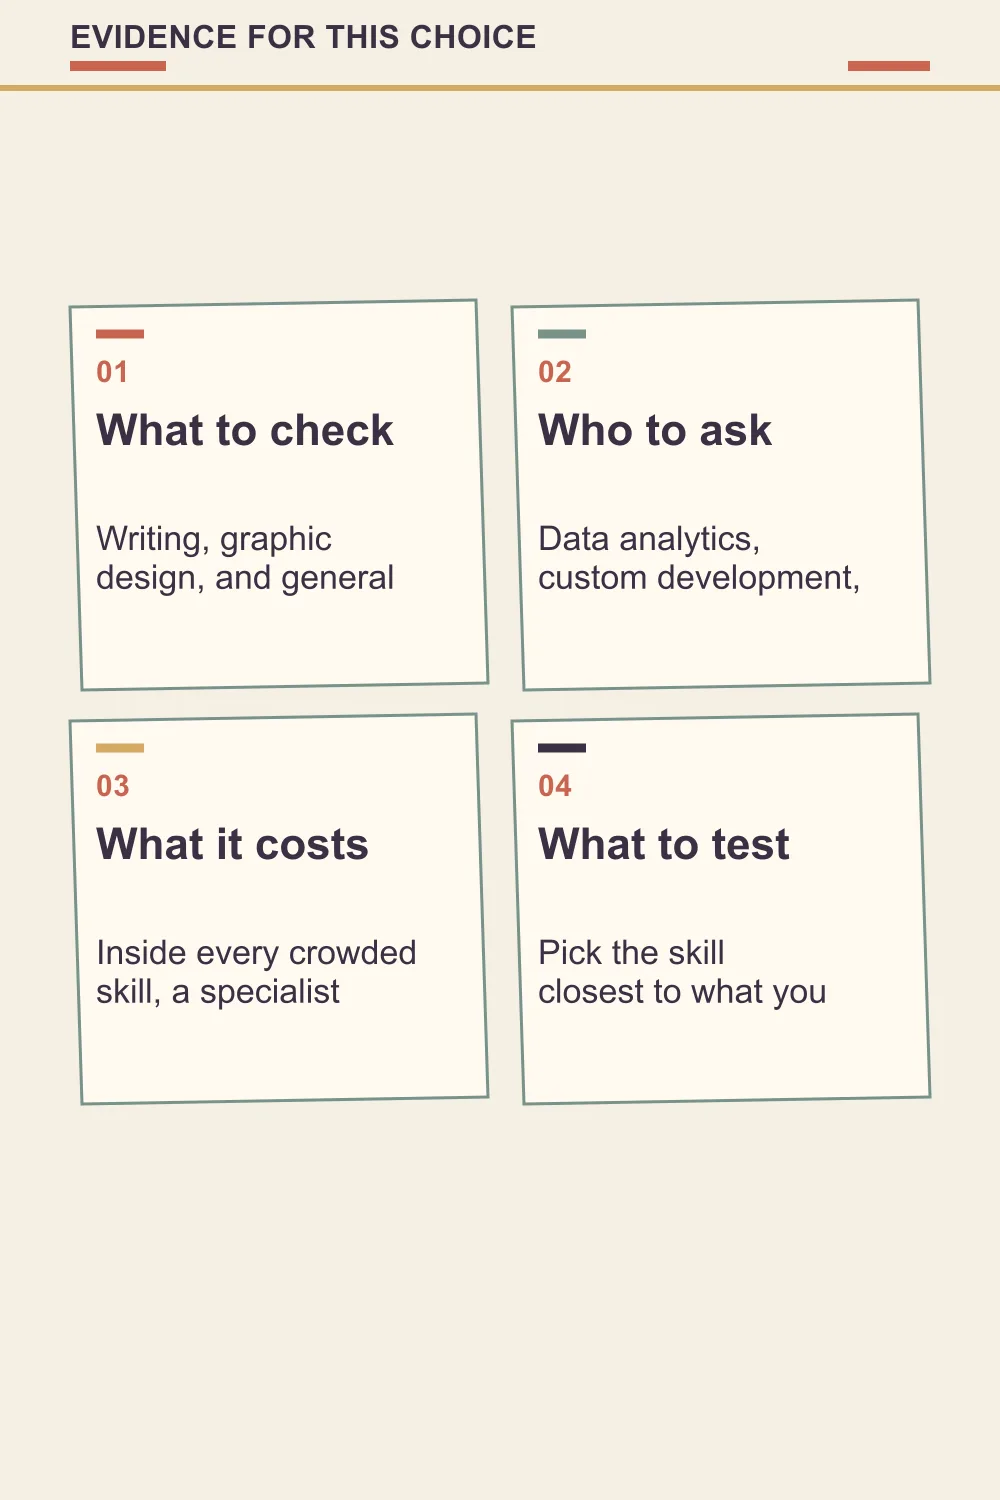 EVIDENCE FOR THIS CHOICE
01
What to check
Writing, graphic
design, and general
02
Who to ask
Data analytics,
custom development,
03
What it costs
Inside every crowded
skill, a specialist
04
What to test
Pick the skill
closest to what you